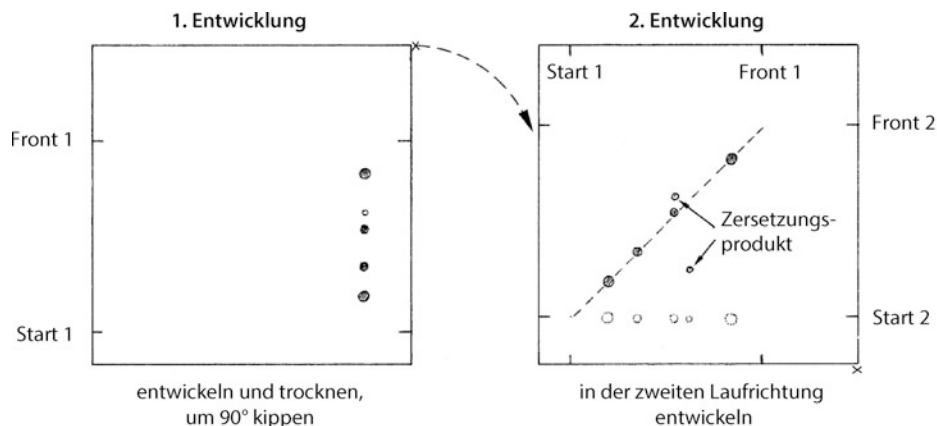 1. Entwicklung
2. Entwicklung
Start 1
Front 1
Front 1
Front 2
Zersetzungs-
produkt
Start 1
Start 2
entwickeln und trocknen,
um 90° kippen
in der zweiten Laufrichtung
entwickeln